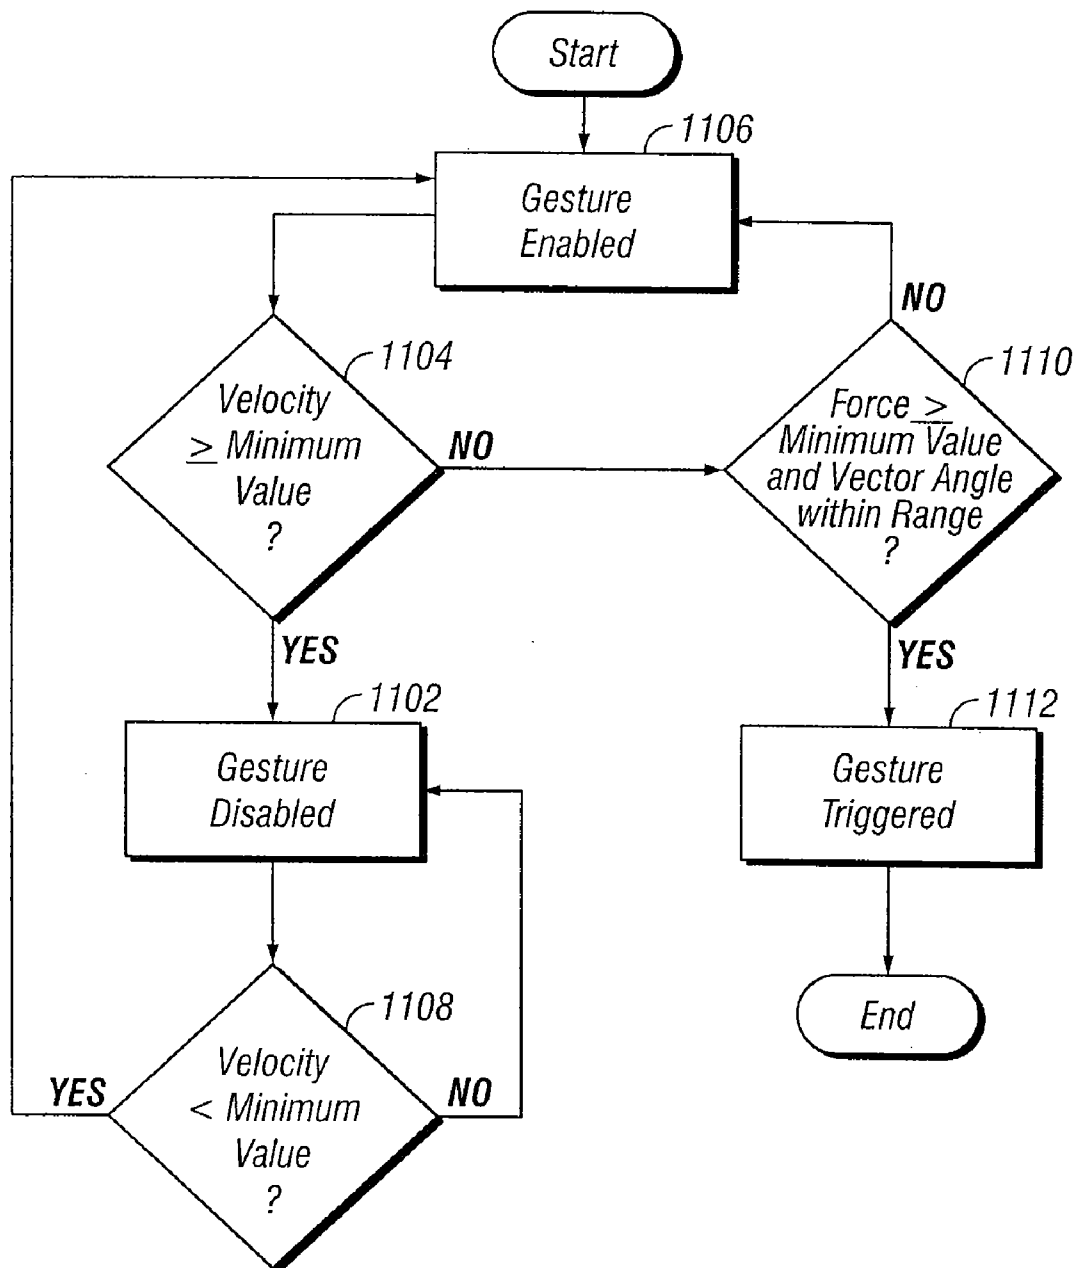 Start
1106
Gesture
Enabled
NO
1104
Velocity
≥ Minimum
Value
?
NO
1110
Force ≥
Minimum Value
and Vector Angle
within Range
?
YES
YES
1102
Gesture
Disabled
1112
Gesture
Triggered
1108
Velocity
< Minimum
Value
?
YES
NO
End